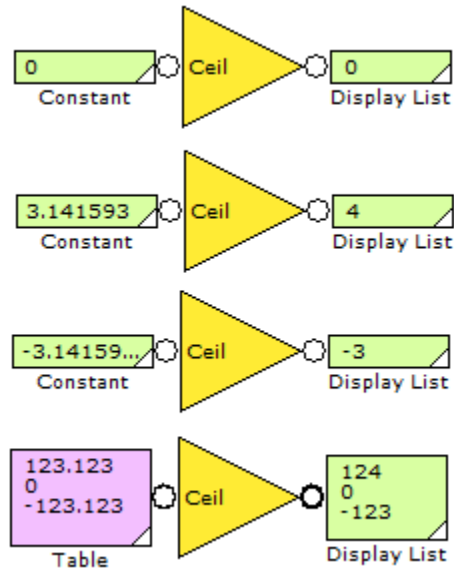 0
Ceil
0
Constant
Display List
3.141593
Ceil
4
Constant
Display List
-3.14159...
Ceil
-3
Constant
Display List
123.123
0
-123.123
Ceil
124
0
-123
Table
Display List